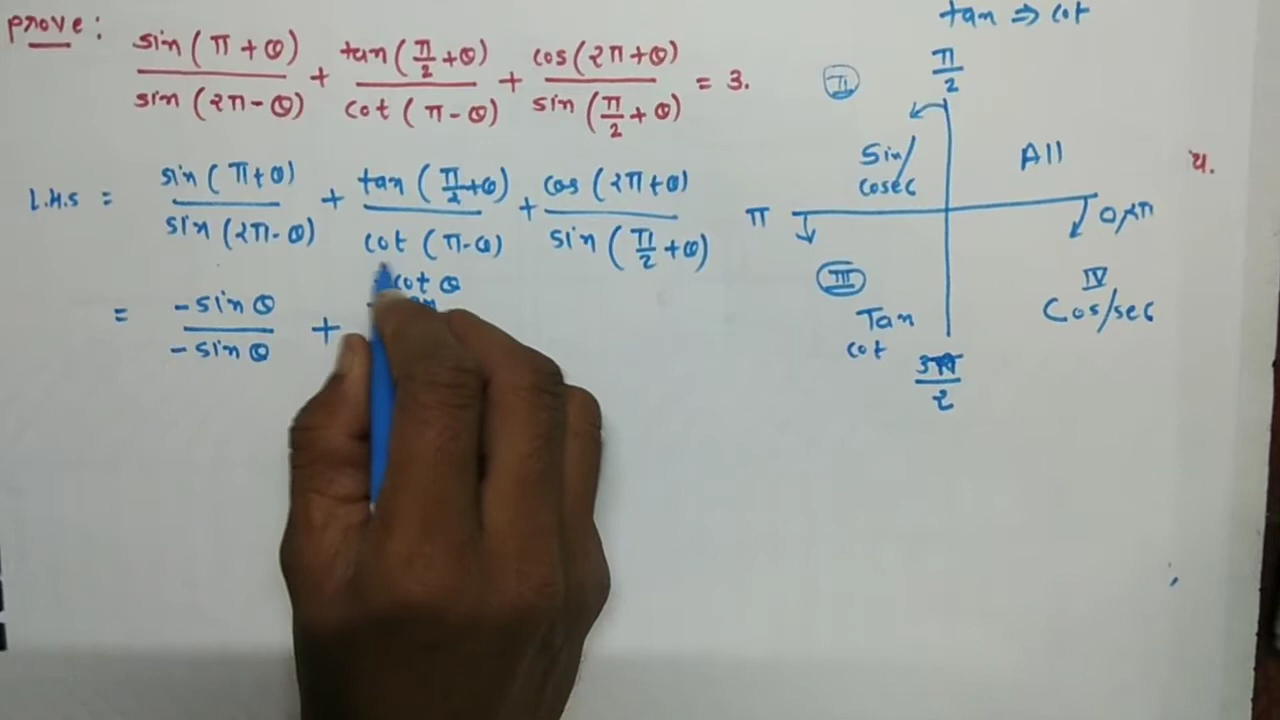 prove : sin(π+θ)/sin(2π-θ) + tan(π/2+θ)/cot(π-θ) + cos(2π+θ)/sin(π/2+θ) = 3.
L.H.S = sin(π+θ)/sin(2π-θ) + tan(π/2+θ)/cot(π-θ) + cos(2π+θ)/sin(π/2+θ)
cot θ
= -sin θ/-sin θ +
tan ⇒ cot
π/2
II
Sin/
cosec
All
π
0,2π
III
Tan
cot
IV
Cos/sec
3π/2
4.